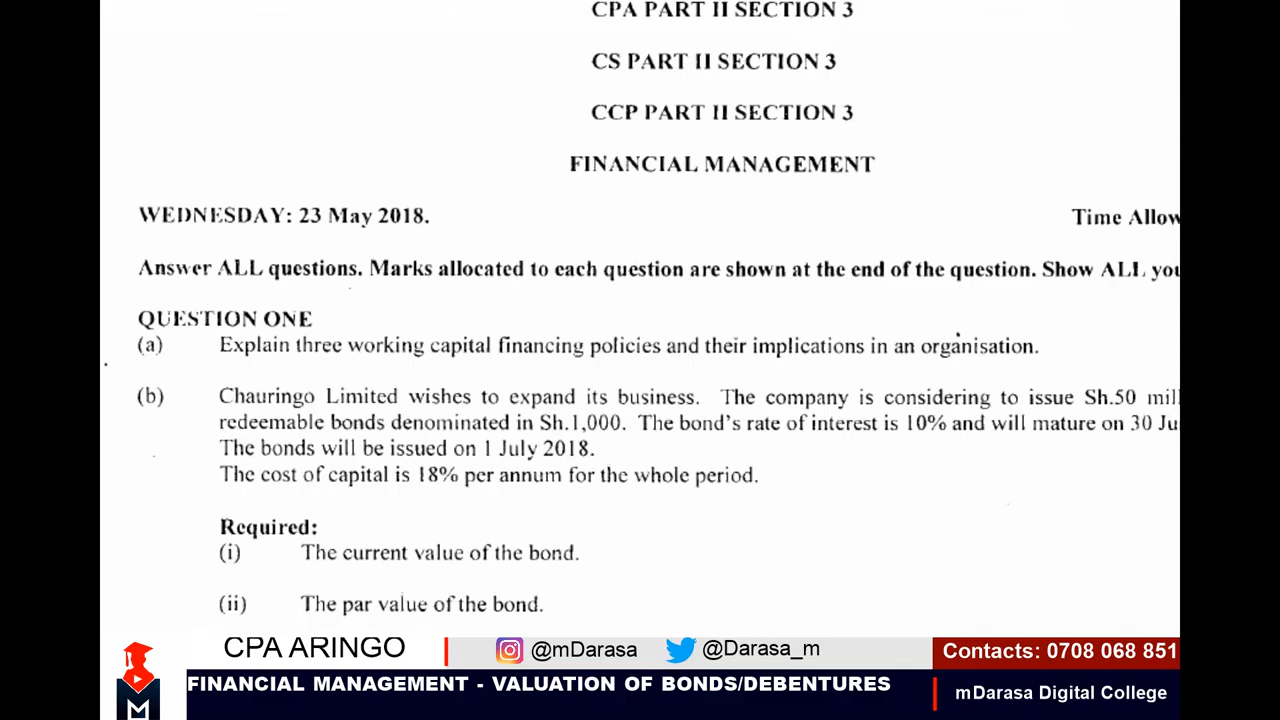 CPA PART II SECTION 3
CS PART II SECTION 3
CCP PART II SECTION 3
FINANCIAL MANAGEMENT
WEDNESDAY: 23 May 2018. Time Allow
Answer ALL questions. Marks allocated to each question are shown at the end of the question. Show ALL you
QUESTION ONE
(a) Explain three working capital financing policies and their implications in an organisation.
(b) Chauringo Limited wishes to expand its business. The company is considering to issue Sh.50 mil
redeemable bonds denominated in Sh.1,000. The bond's rate of interest is 10% and will mature on 30 Ju
The bonds will be issued on 1 July 2018.
The cost of capital is 18% per annum for the whole period.
Required:
(i) The current value of the bond.
(ii) The par value of the bond.
CPA ARINGO @mDarasa @Darasa_m Contacts: 0708 068 851
FINANCIAL MANAGEMENT - VALUATION OF BONDS/DEBENTURES mDarasa Digital College
M